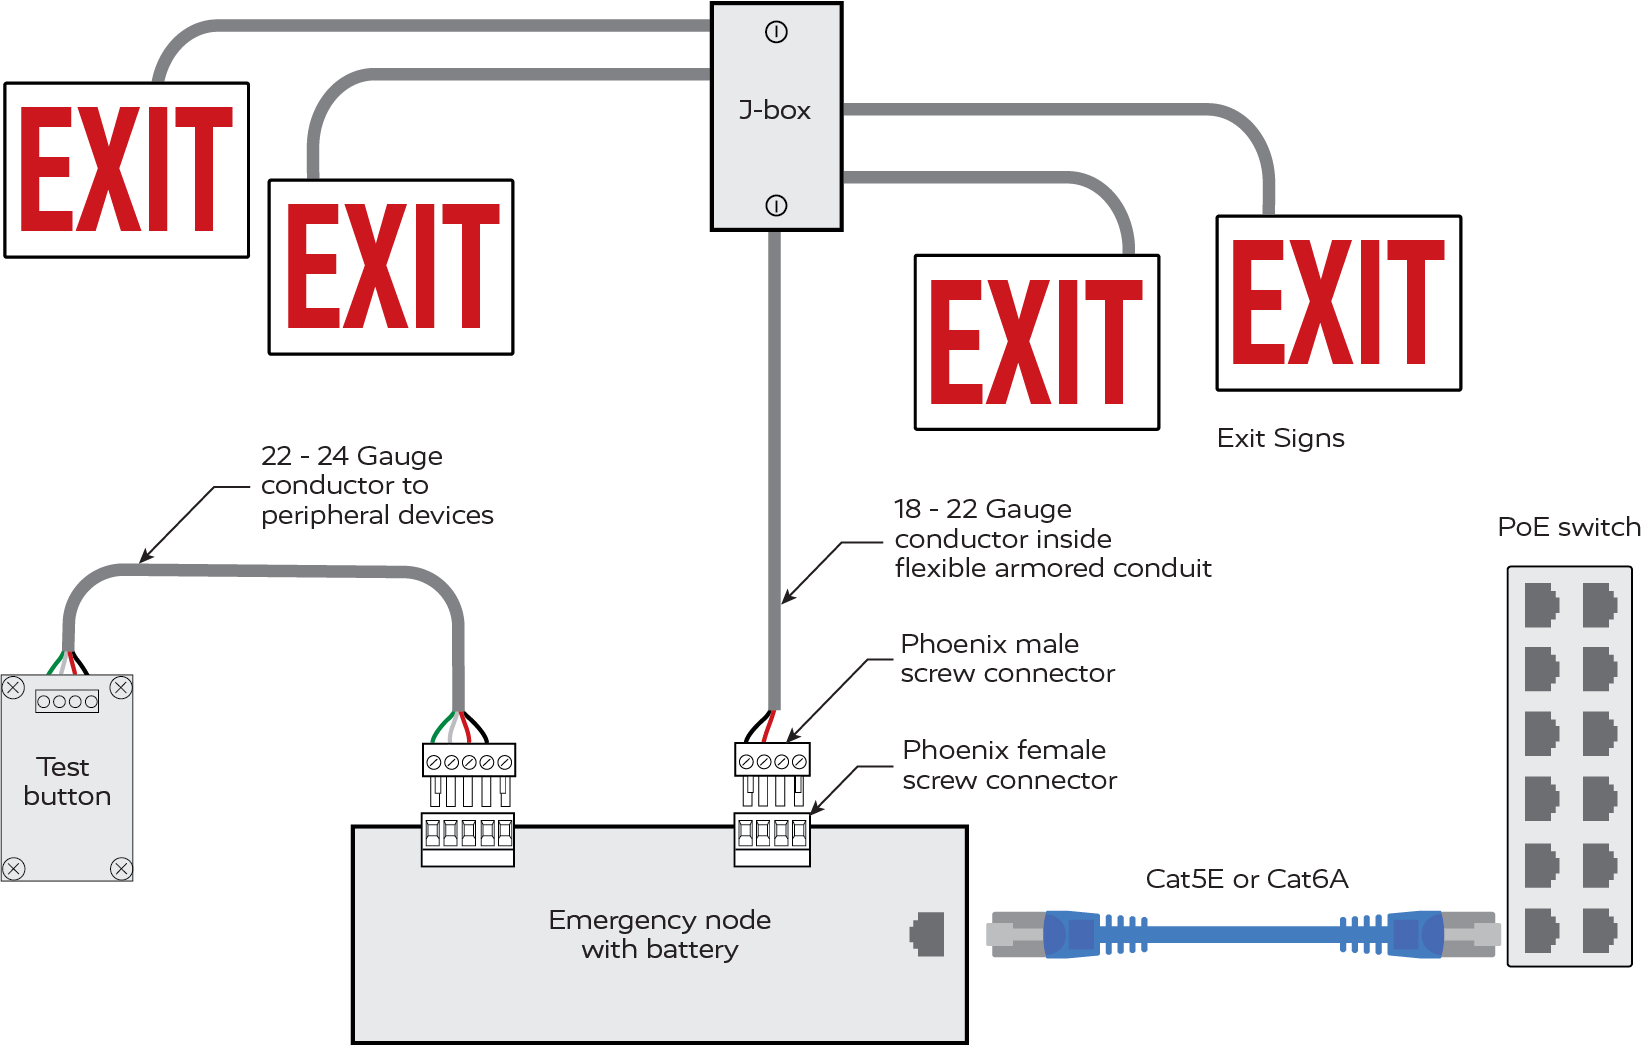 J-box
EXIT
EXIT
EXIT
EXIT
Exit Signs
22 - 24 Gauge
conductor to
peripheral devices
18 - 22 Gauge
conductor inside
flexible armored conduit
PoE switch
Phoenix male
screw connector
Phoenix female
screw connector
Test
button
Cat5E or Cat6A
Emergency node
with battery